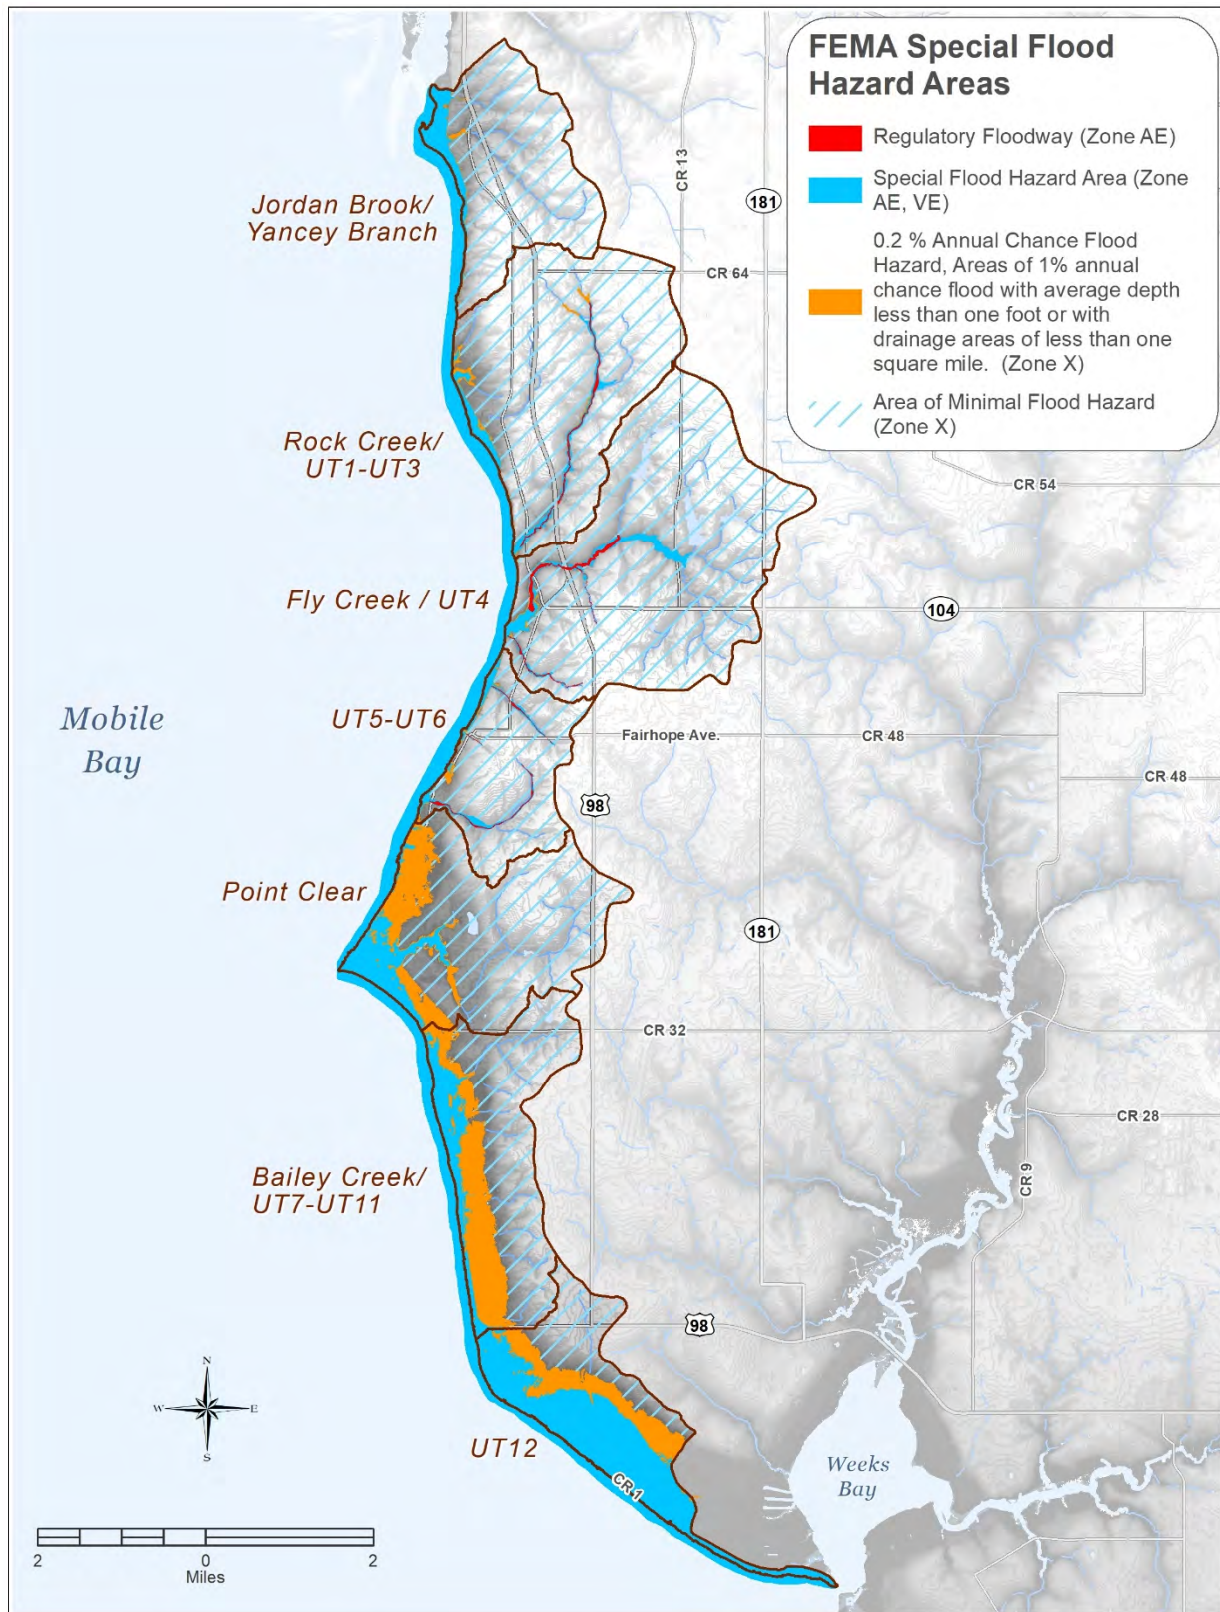 FEMA Special Flood
Hazard Areas
Regulatory Floodway (Zone AE)
Special Flood Hazard Area (Zone
AE, VE)
0.2 % Annual Chance Flood
Hazard, Areas of 1% annual
chance flood with average depth
less than one foot or with
drainage areas of less than one
square mile. (Zone X)
Area of Minimal Flood Hazard
(Zone X)
CR 13
181
Jordan Brook/
Yancey Branch
CR 64
Rock Creek/
UT1-UT3
CR 54
Fly Creek / UT4
104
Mobile
Bay
UT5-UT6
Fairhope Ave.
CR 48
CR 48
98
Point Clear
181
CR 32
CR 28
Bailey Creek/
UT7-UT11
CR 9
98
N
W
E
S
UT12
CR 1
Weeks
Bay
2
0
2
Miles